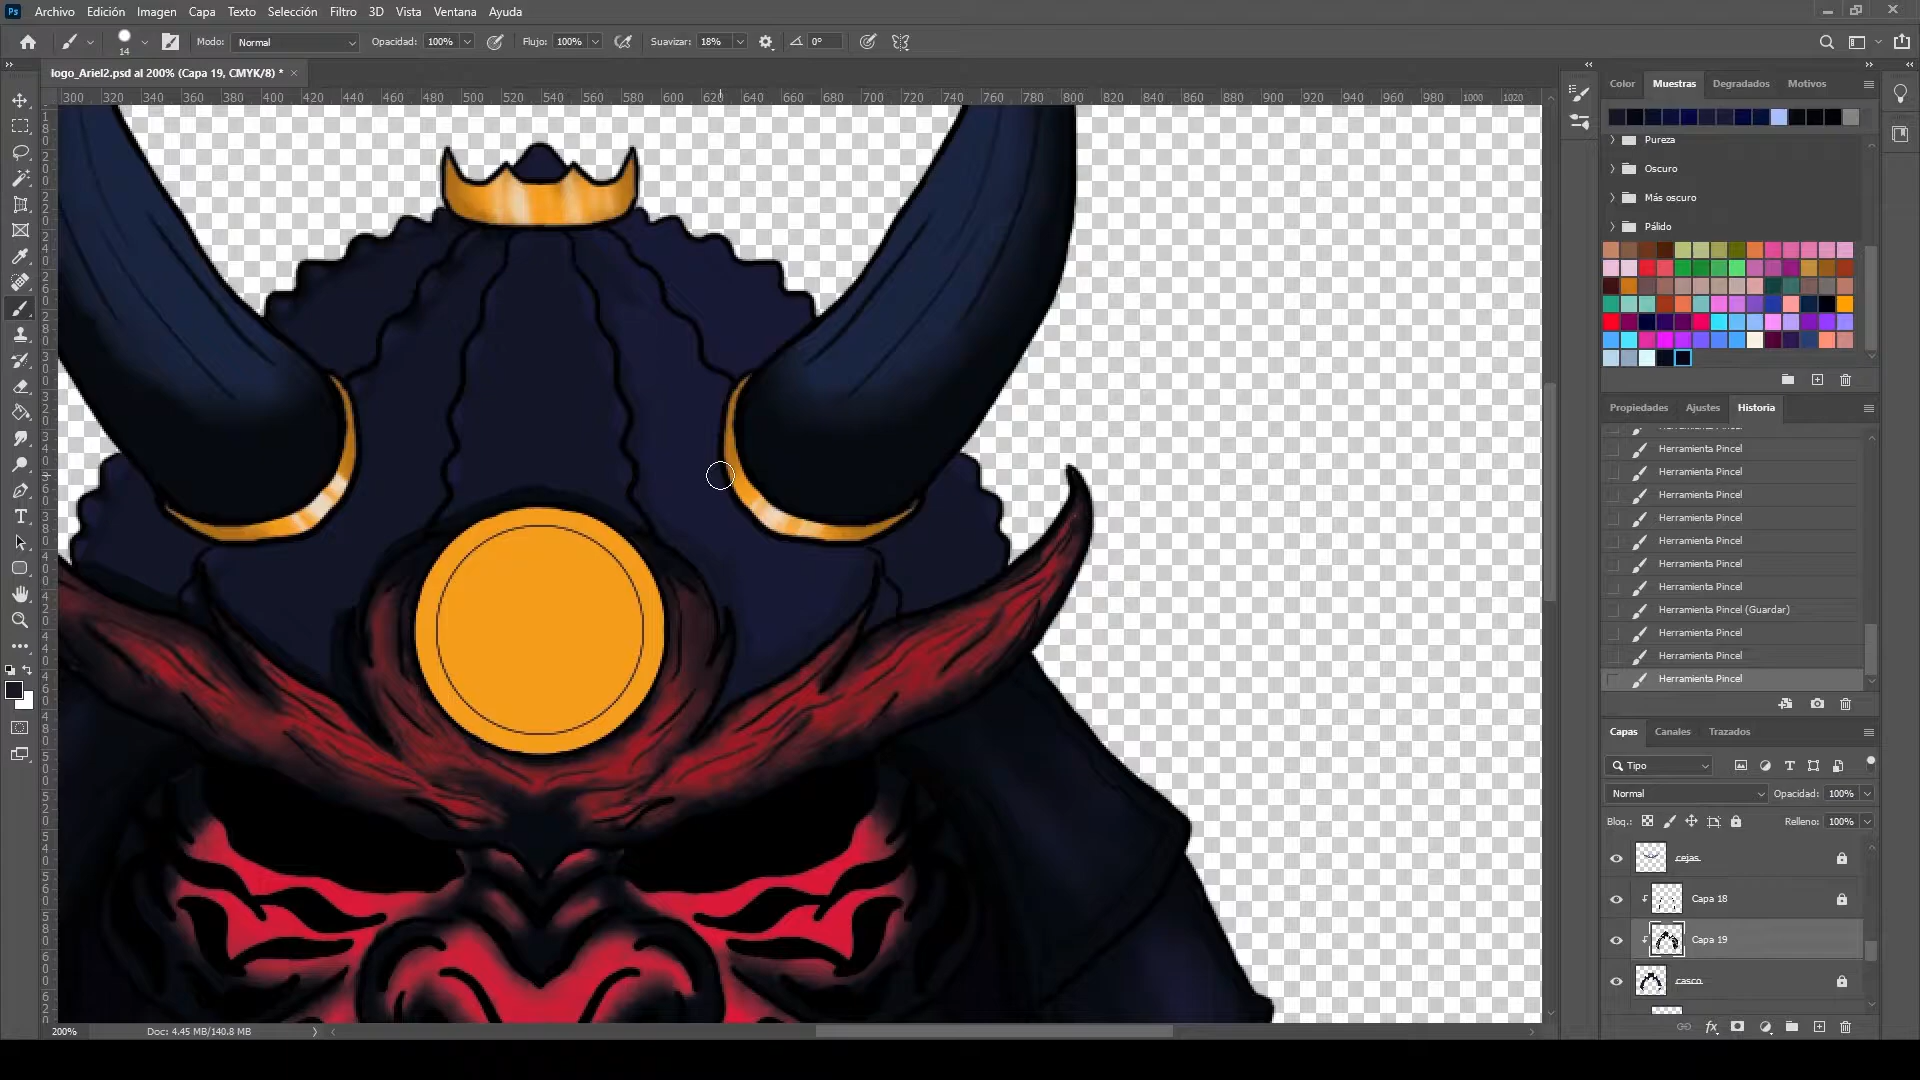 Ps Archivo Edición Imagen Capa Texto Selección Filtro 3D Vista Ventana Ayuda
14 Modo: Normal Opacidad: 100% Flujo: 100% Suavizar: 18% 0°
logo_Ariel2.psd al 200% (Capa 19, CMYK/8) *
300 320 340 360 380 400 420 440 460 480 500 520 540 560 580 600 620 640 660 680 700 720 740 760 780 800 820 840 860 880 900 920 940 960 980 1000 1020
Color Muestras Degradados Motivos
Pureza
Oscuro
Más oscuro
Pálido
Propiedades Ajustes Historia
Herramienta Pincel
Herramienta Pincel
Herramienta Pincel
Herramienta Pincel
Herramienta Pincel
Herramienta Pincel
Herramienta Pincel
Herramienta Pincel (Guardar)
Herramienta Pincel
Herramienta Pincel
Herramienta Pincel
Capas Canales Trazados
Tipo
Normal Opacidad: 100%
Bloq.: Relleno: 100%
cejas
Capa 18
Capa 19
casco
200% Doc: 4.45 MB/140.8 MB